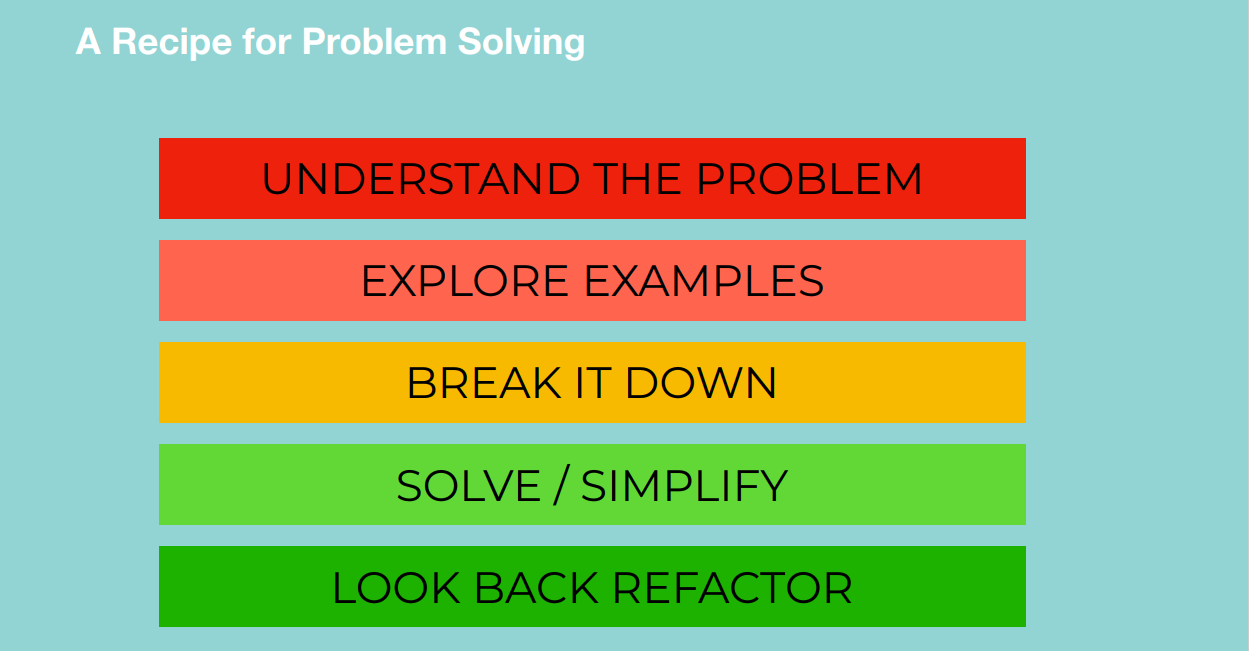 A Recipe for Problem Solving
UNDERSTAND THE PROBLEM
EXPLORE EXAMPLES
BREAK IT DOWN
SOLVE / SIMPLIFY
LOOK BACK REFACTOR